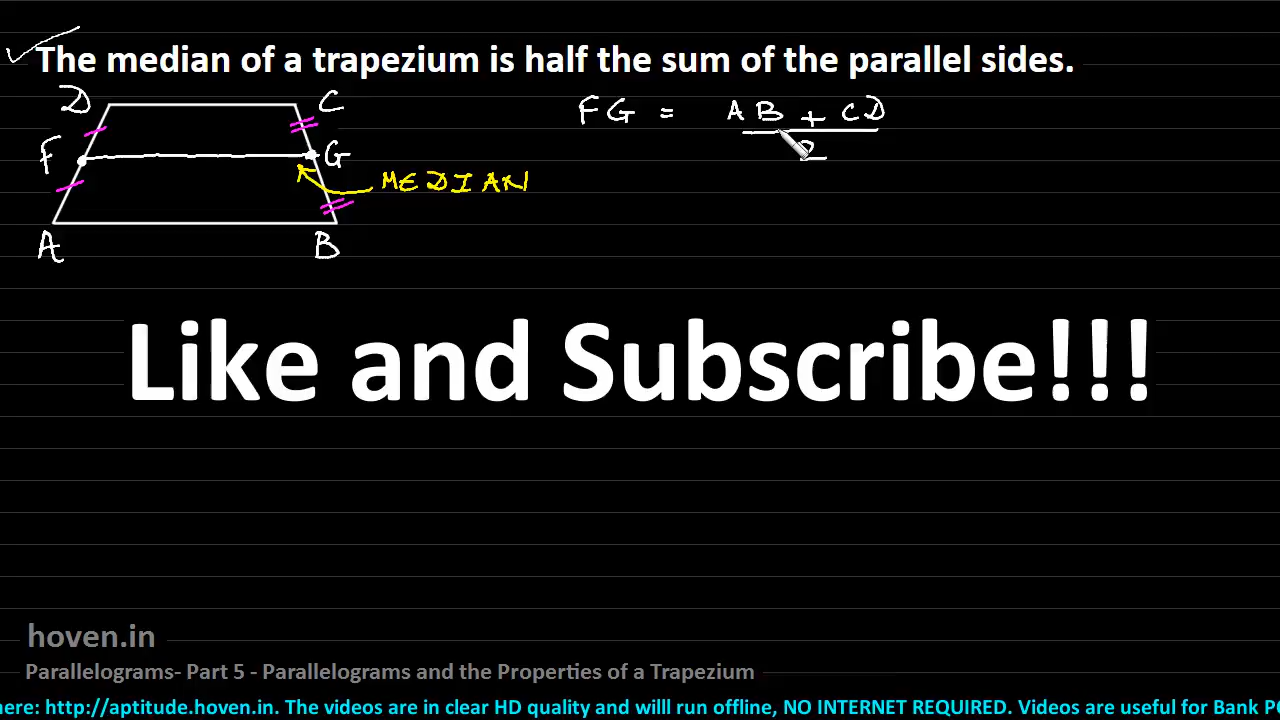 The median of a trapezium is half the sum of the parallel sides.
D C
FG = AB + CD
2
F G
MEDIAN
A B
Like and Subscribe!!!
hoven.in
Parallelograms- Part 5 - Parallelograms and the Properties of a Trapezium
here: http://aptitude.hoven.in. The videos are in clear HD quality and willl run offline, NO INTERNET REQUIRED. Videos are useful for Bank